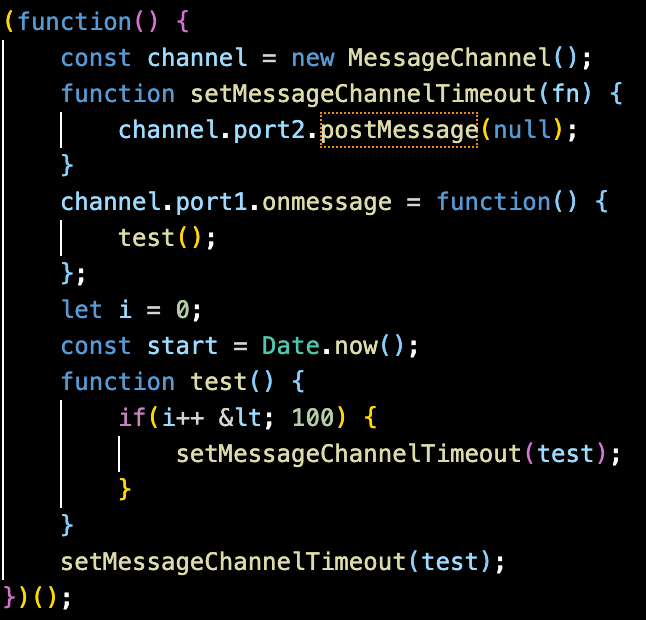 (function() {
    const channel = new MessageChannel();
    function setMessageChannelTimeout(fn) {
        channel.port2.postMessage(null);
    }
    channel.port1.onmessage = function() {
        test();
    };
    let i = 0;
    const start = Date.now();
    function test() {
        if(i++ &lt; 100) {
            setMessageChannelTimeout(test);
        }
    }
    setMessageChannelTimeout(test);
})();